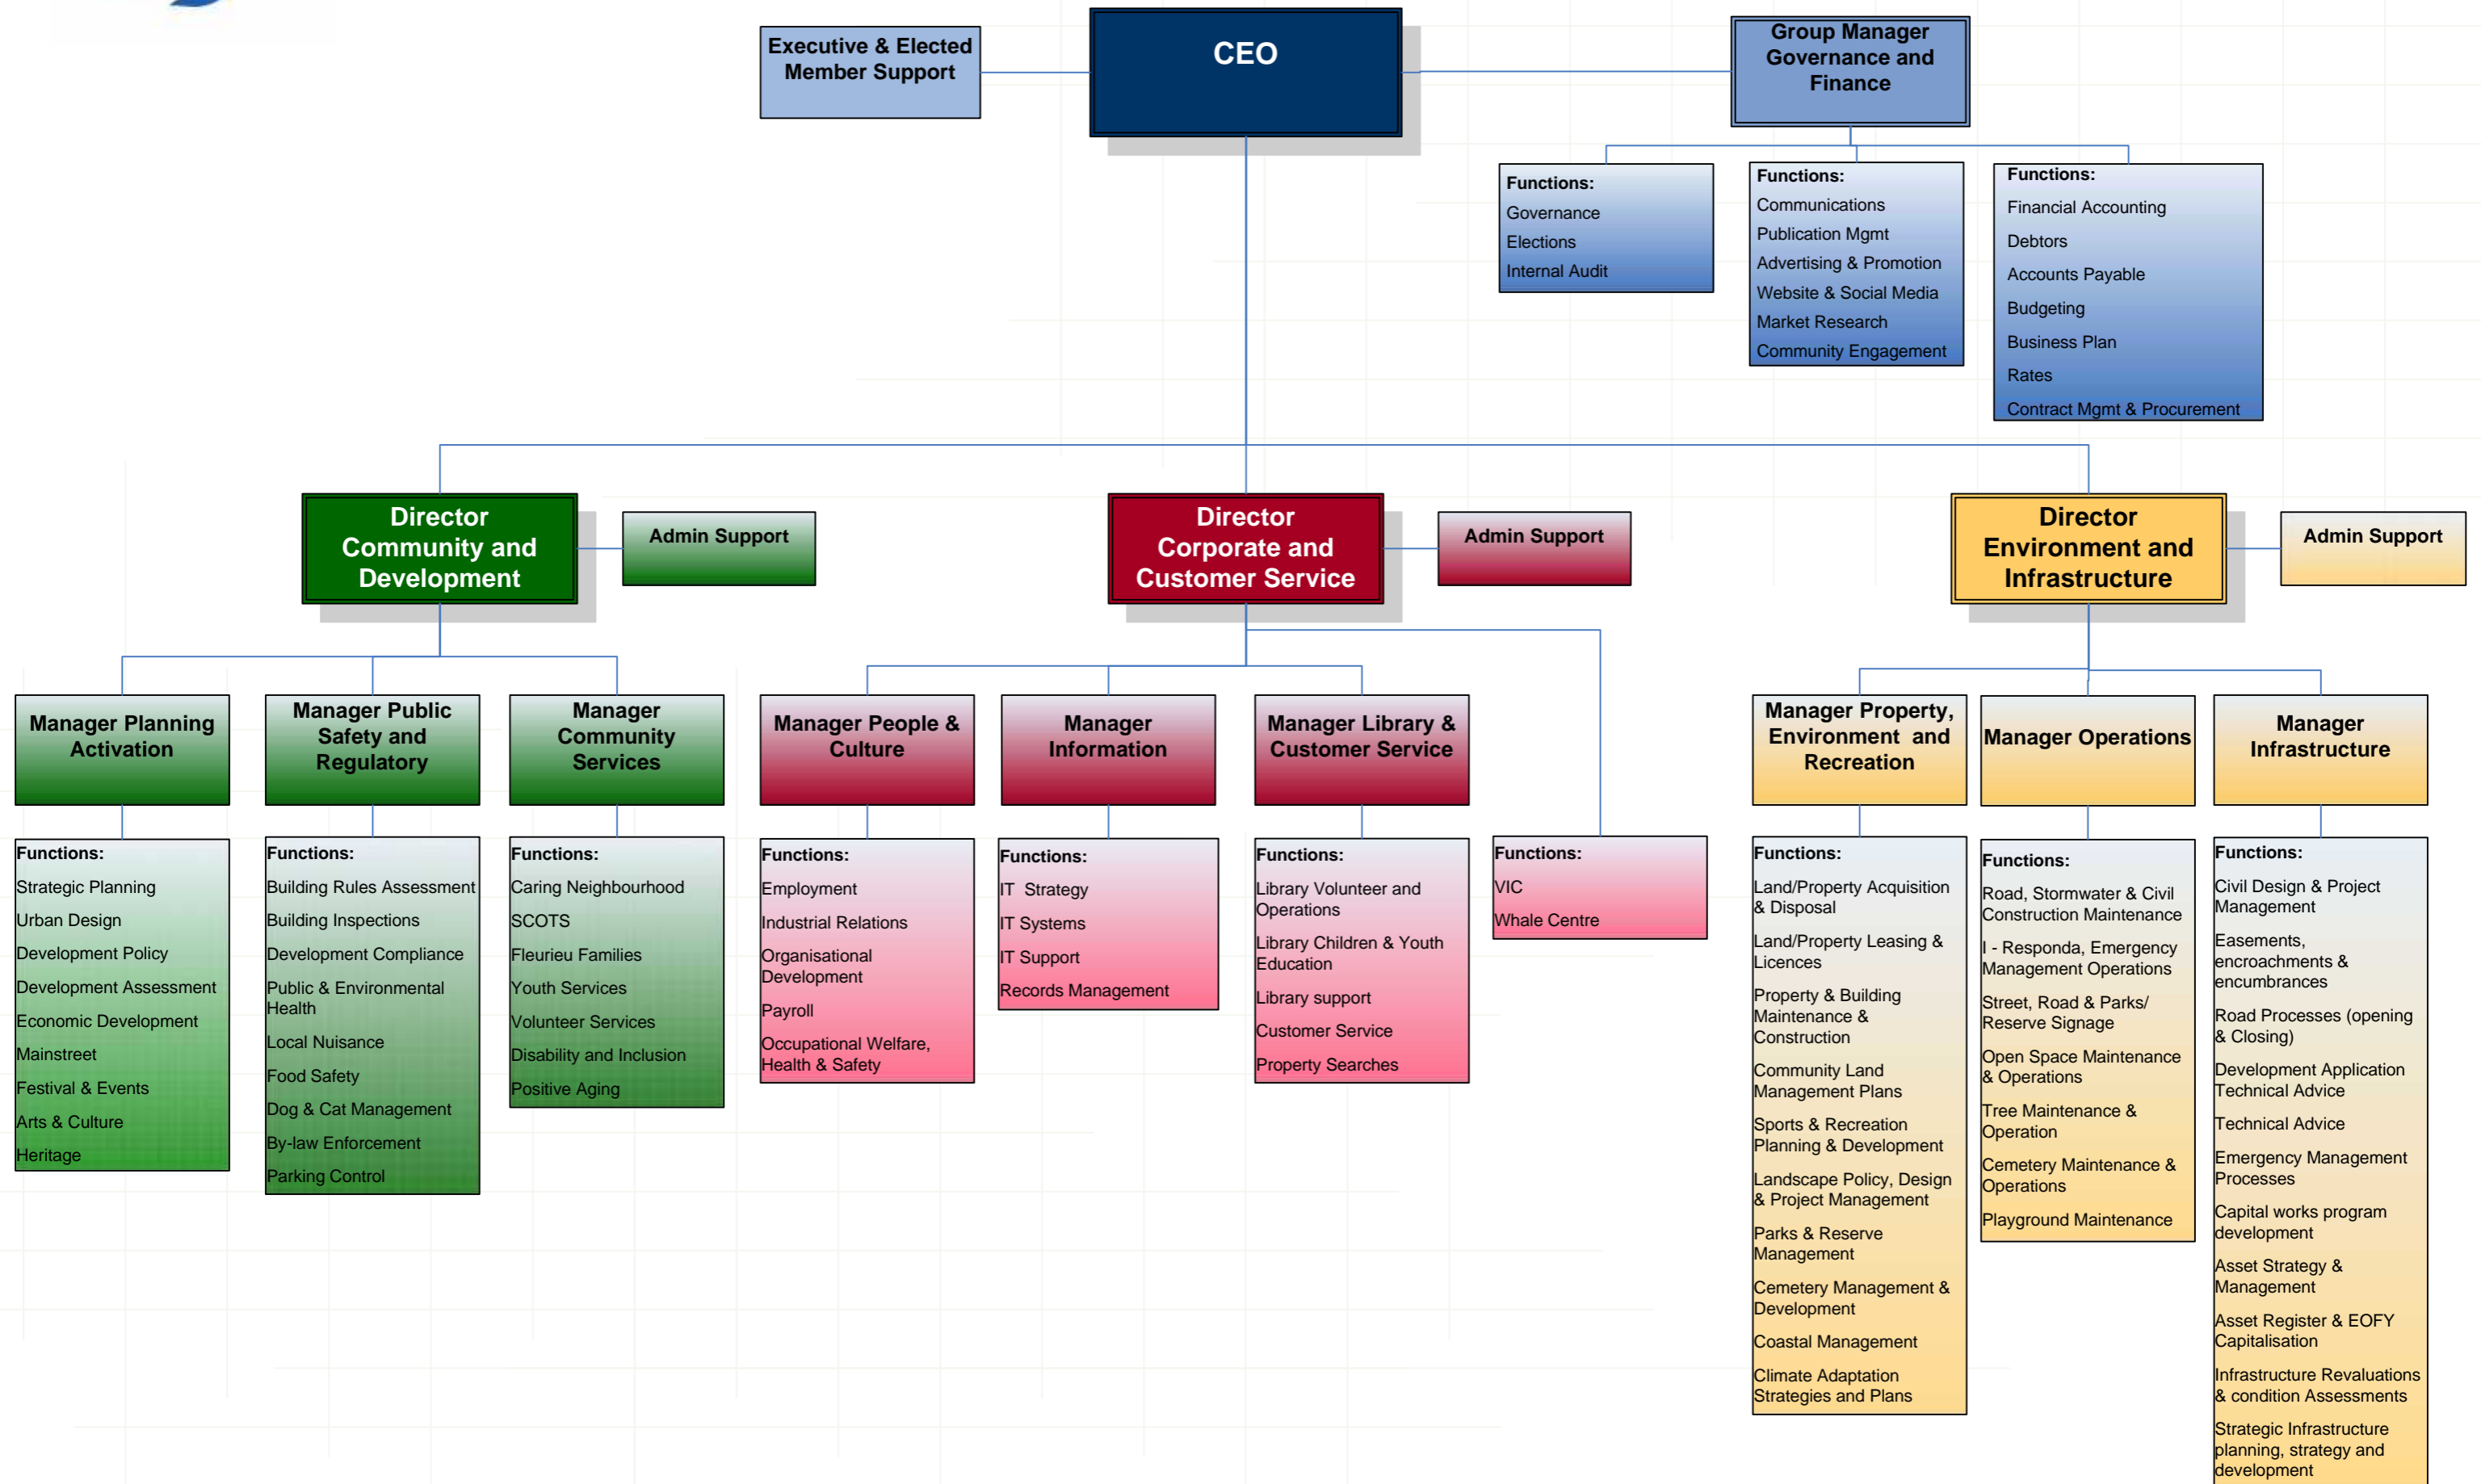 Executive & Elected
Member Support
CEO
Group Manager
Governance and
Finance
Functions:
Governance
Elections
Internal Audit
Functions:
Communications
Publication Mgmt
Advertising & Promotion
Website & Social Media
Market Research
Community Engagement
Functions:
Financial Accounting
Debtors
Accounts Payable
Budgeting
Business Plan
Rates
Contract Mgmt & Procurement
Director
Community and
Development
Admin Support
Director
Corporate and
Customer Service
Admin Support
Director
Environment and
Infrastructure
Admin Support
Manager Planning
Activation
Manager Public
Safety and
Regulatory
Manager
Community
Services
Manager People &
Culture
Manager
Information
Manager Library &
Customer Service
Manager Property,
Environment and
Recreation
Manager Operations
Manager
Infrastructure
Functions:
Strategic Planning
Urban Design
Development Policy
Development Assessment
Economic Development
Mainstreet
Festival & Events
Arts & Culture
Heritage
Functions:
Building Rules Assessment
Building Inspections
Development Compliance
Public & Environmental
Health
Local Nuisance
Food Safety
Dog & Cat Management
By-law Enforcement
Parking Control
Functions:
Caring Neighbourhood
SCOTS
Fleurieu Families
Youth Services
Volunteer Services
Disability and Inclusion
Positive Aging
Functions:
Employment
Industrial Relations
Organisational
Development
Payroll
Occupational Welfare,
Health & Safety
Functions:
IT Strategy
IT Systems
IT Support
Records Management
Functions:
Library Volunteer and
Operations
Library Children & Youth
Education
Library support
Customer Service
Property Searches
Functions:
VIC
Whale Centre
Functions:
Land/Property Acquisition
& Disposal
Land/Property Leasing &
Licences
Property & Building
Maintenance &
Construction
Community Land
Management Plans
Sports & Recreation
Planning & Development
Landscape Policy, Design
& Project Management
Parks & Reserve
Management
Cemetery Management &
Development
Coastal Management
Climate Adaptation
Strategies and Plans
Functions:
Road, Stormwater & Civil
Construction Maintenance
I - Responda, Emergency
Management Operations
Street, Road & Parks/
Reserve Signage
Open Space Maintenance
& Operations
Tree Maintenance &
Operation
Cemetery Maintenance &
Operations
Playground Maintenance
Functions:
Civil Design & Project
Management
Easements,
encroachments &
encumbrances
Road Processes (opening
& Closing)
Development Application
Technical Advice
Technical Advice
Emergency Management
Processes
Capital works program
development
Asset Strategy &
Management
Asset Register & EOFY
Capitalisation
Infrastructure Revaluations
& condition Assessments
Strategic Infrastructure
planning, strategy and
development